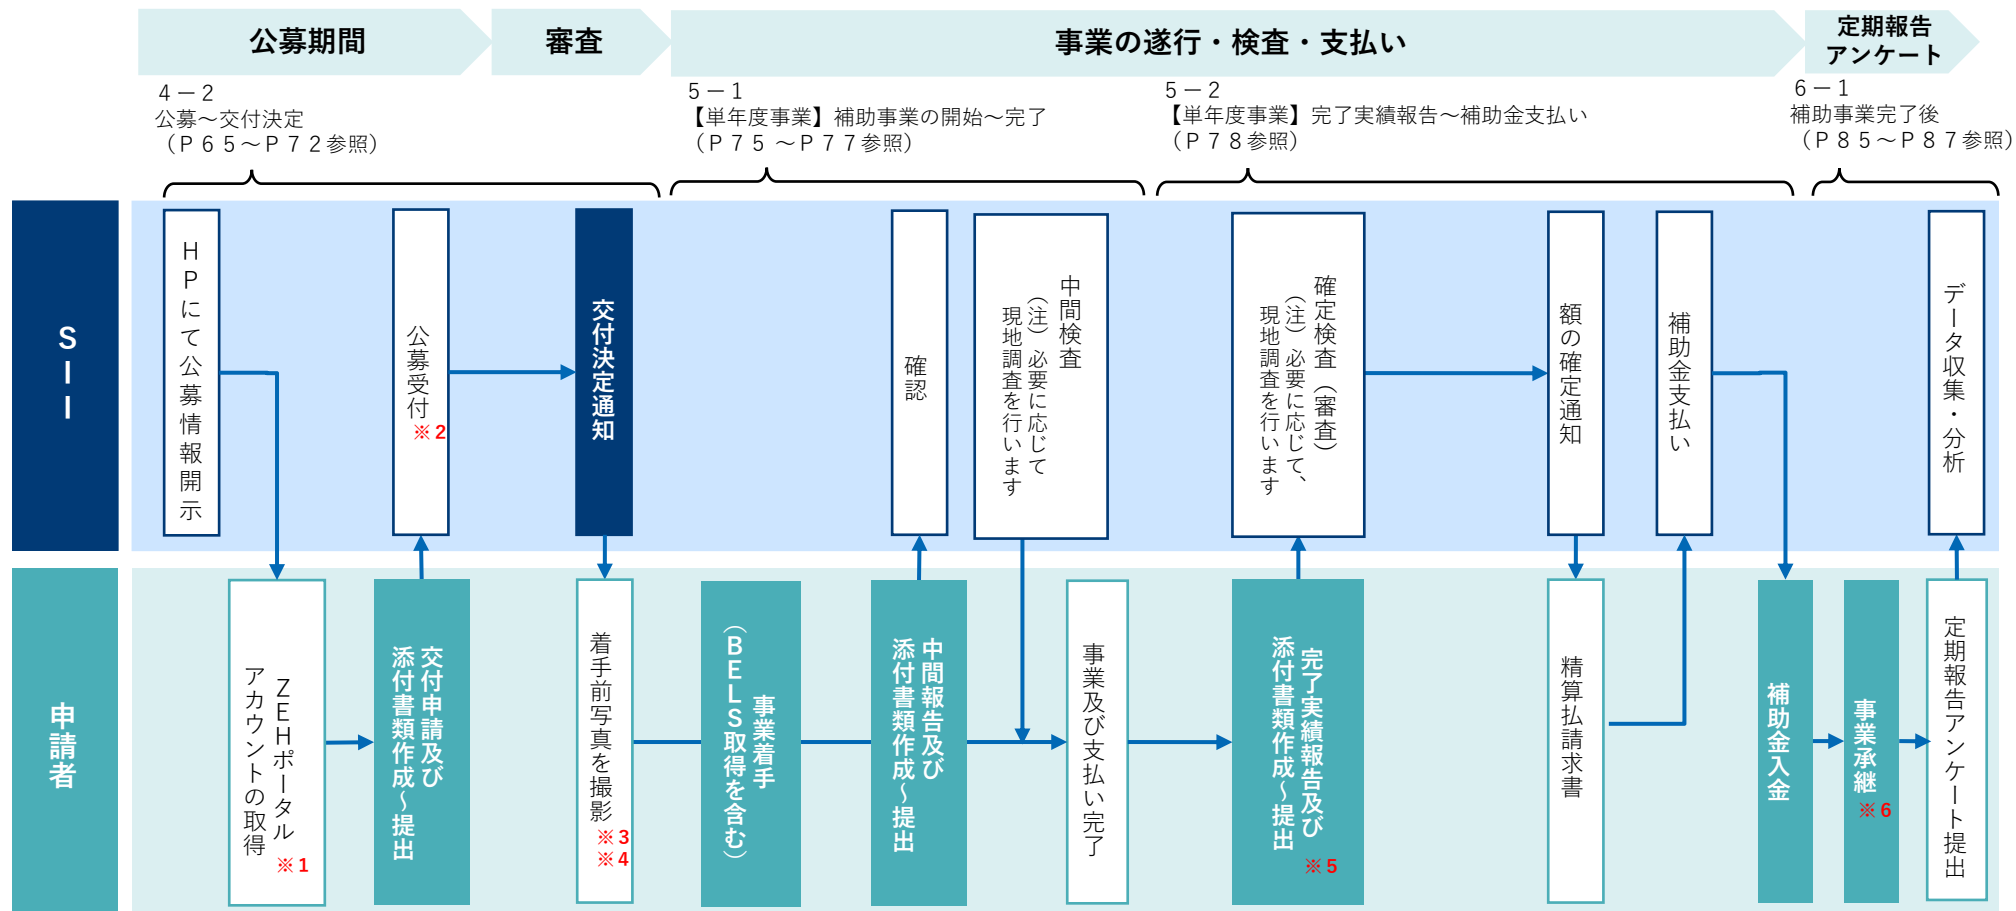 公募期間
審査
事業の遂行・検査・支払い
定期報告
アンケート
４－２
公募～交付決定
（Ｐ６５～Ｐ７２参照）
５－１
【単年度事業】補助事業の開始～完了
（Ｐ７５ ～Ｐ７７参照）
５－２
【単年度事業】完了実績報告～補助金支払い
（Ｐ７８参照）
６－１
補助事業完了後
（Ｐ８５～Ｐ８７参照）
ＳＩＩ
ＨＰにて公募情報開示
公募受付
※２
交付決定通知
確認
中間検査
（注）必要に応じて
現地調査を行います
確定検査（審査）
（注）必要に応じて、
現地調査を行います
額の確定通知
補助金支払い
データ収集・分析
申請者
ＺＥＨポータル
アカウントの取得
※１
交付申請及び
添付書類作成～提出
着手前写真を撮影
※３
※４
事業着手
（ＢＥＬＳ取得を含む）
中間報告及び
添付書類作成～提出
事業及び支払い完了
完了実績報告及び
添付書類作成～提出
※５
精算払請求書
補助金入金
事業承継
※６
定期報告アンケート提出